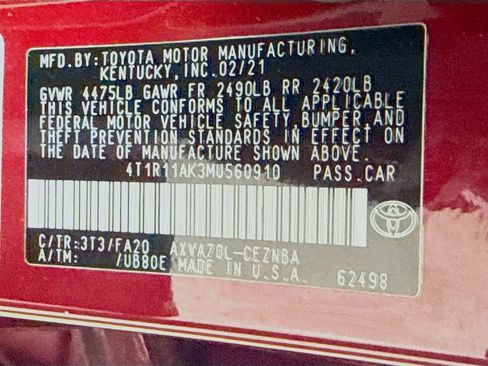 MFD.BY:TOYOTA MOTOR MANUFACTURING,
KENTUCKY,INC.02/21
GVWR 4475LB GAWR FR 2490LB RR 2420LB
THIS VEHICLE CONFORMS TO ALL APPLICABLE
FEDERAL MOTOR VEHICLE SAFETY,BUMPER,AND
THEFT PREVENTION STANDARDS IN EFFECT ON
THE DATE OF MANUFACTURE SHOWN ABOVE.
4T1R11AK3MU560910 PASS.CAR
C/TR:3T3/FA20 AXVA70L-CEZNBA
A/TM: /UB80E MADE IN U.S.A. 62498